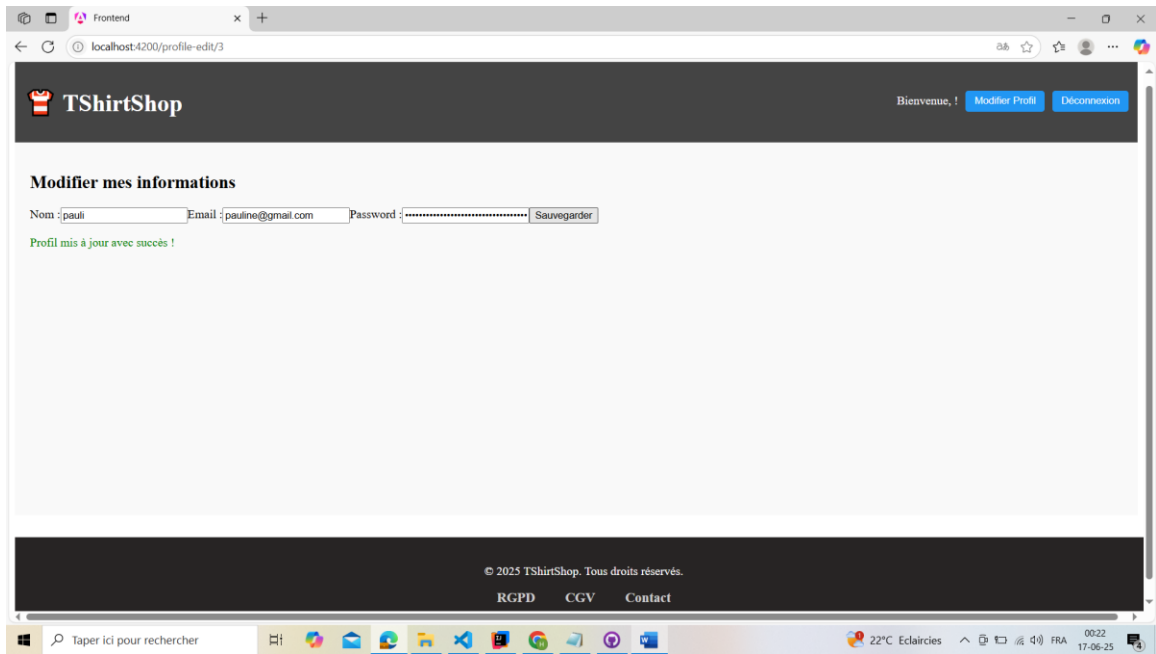 Frontend
localhost:4200/profile-edit/3
TShirtShop
Bienvenue, ! Modifier Profil Déconnexion
Modifier mes informations
Nom : pauli Email : pauline@gmail.com Password : Sauvegarder
Profil mis à jour avec succès !
© 2025 TShirtShop. Tous droits réservés.
RGPD CGV Contact
Taper ici pour rechercher 22°C Eclaircies FRA 00:22
17-06-25